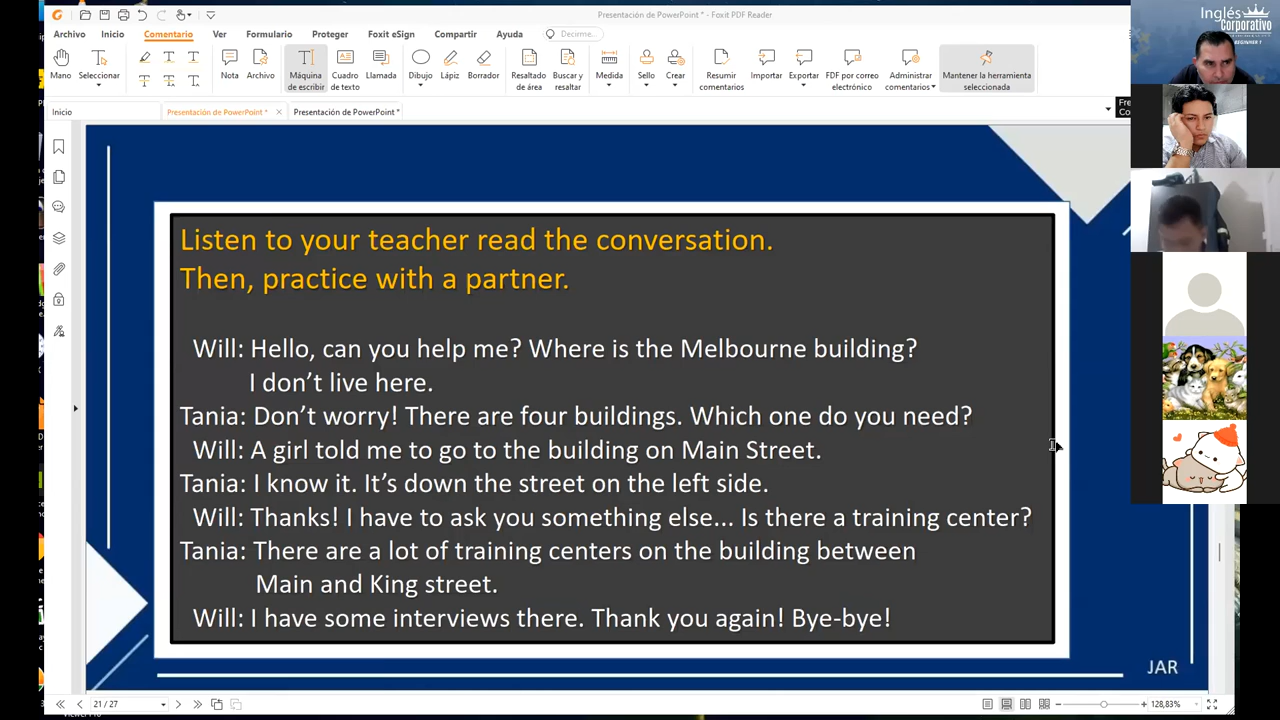 Presentación de PowerPoint * - Foxit PDF Reader
Archivo Inicio Comentario Ver Formulario Proteger Foxit eSign Compartir Ayuda Decirme...
Mano Seleccionar Nota Archivo Máquina de escribir Cuadro de texto Llamada Dibujo Lápiz Borrador Resaltado de área Buscar y resaltar Medida Sello Crear Resumir comentarios Importar Exportar PDF por correo electrónico Administrar comentarios Mantener la herramienta seleccionada
Inicio Presentación de PowerPoint * Presentación de PowerPoint *
Inglés
Corporativo
BEGINNER 1
Listen to your teacher read the conversation.
Then, practice with a partner.
Will: Hello, can you help me? Where is the Melbourne building?
I don't live here.
Tania: Don't worry! There are four buildings. Which one do you need?
Will: A girl told me to go to the building on Main Street.
Tania: I know it. It's down the street on the left side.
Will: Thanks! I have to ask you something else... Is there a training center?
Tania: There are a lot of training centers on the building between
Main and King street.
Will: I have some interviews there. Thank you again! Bye-bye!
JAR
21 / 27
128,83%